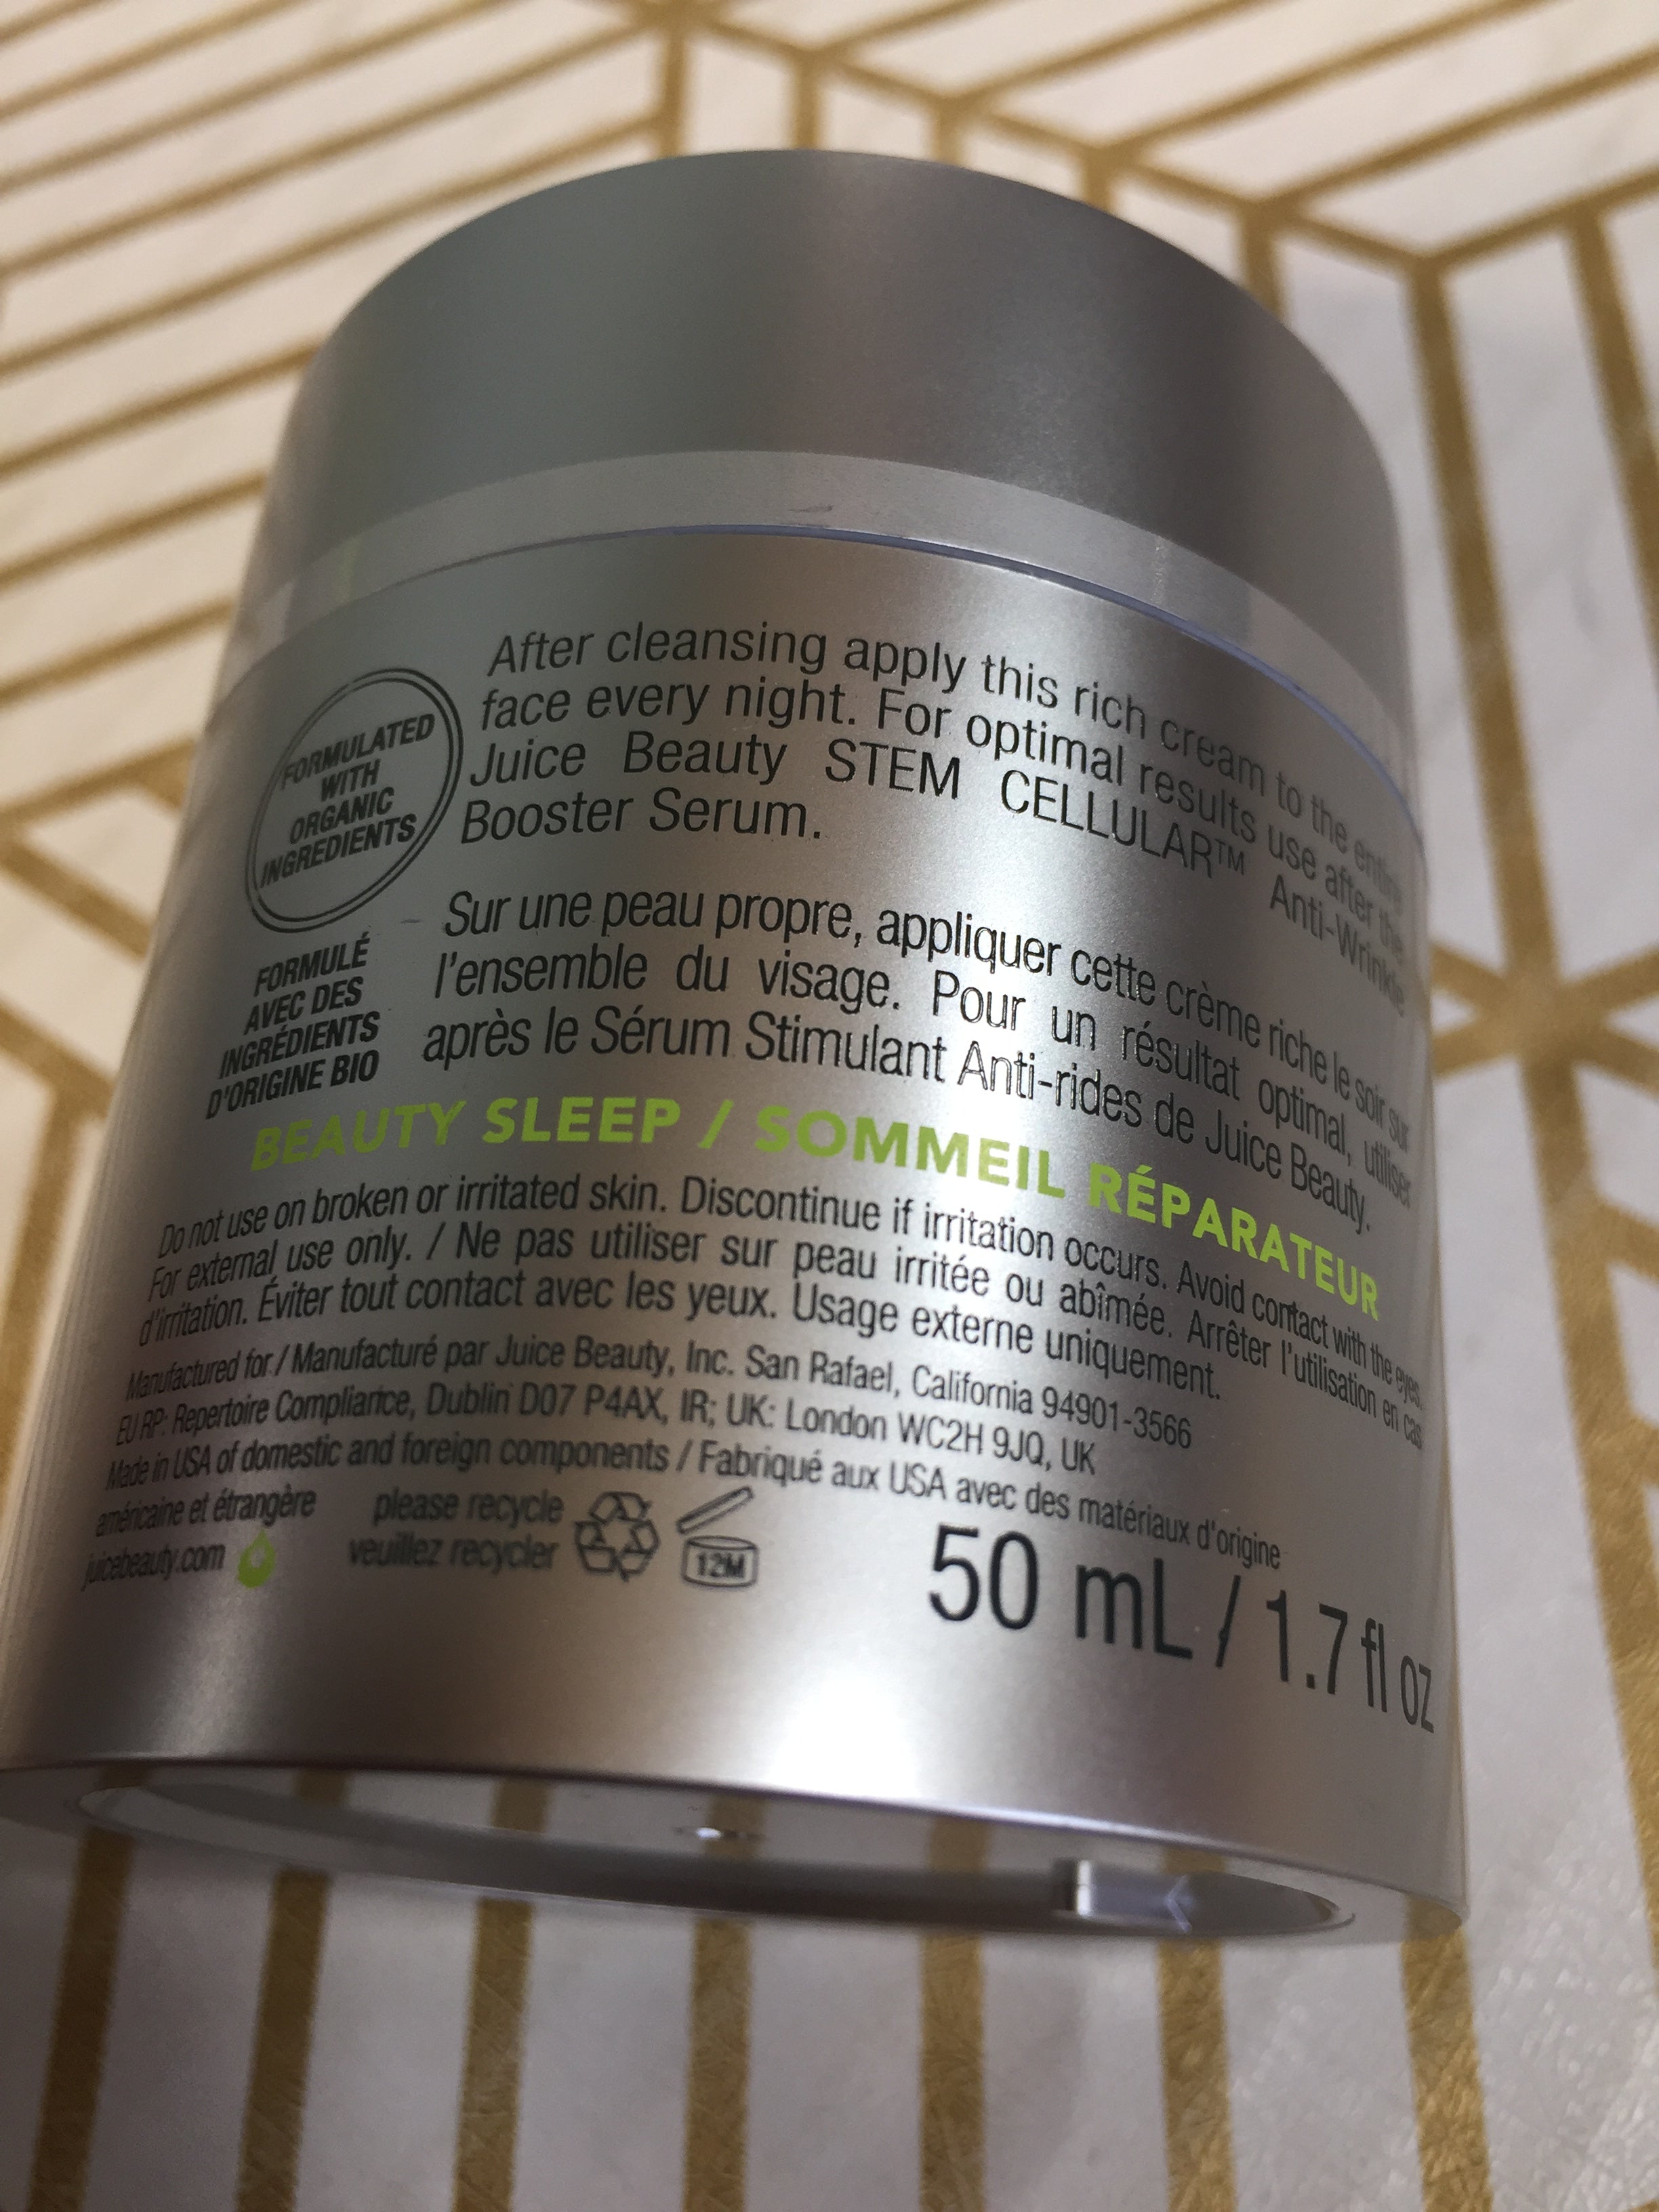 After cleansing apply this rich cream to the entire
face every night. For optimal results use after the
Juice Beauty STEM CELLULAR™ Anti-Wrinkle
Booster Serum.
FORMULATED
WITH
ORGANIC
INGREDIENTS
FORMULÉ
AVEC DES
INGRÉDIENTS
D'ORIGINE BIO
Sur une peau propre, appliquer cette crème riche le soir sur
l'ensemble du visage. Pour un résultat optimal, utiliser
après le Sérum Stimulant Anti-rides de Juice Beauty.
BEAUTY SLEEP / SOMMEIL RÉPARATEUR
Do not use on broken or irritated skin. Discontinue if irritation occurs. Avoid contact with the eyes.
For external use only. / Ne pas utiliser sur peau irritée ou abîmée. Arrêter l'utilisation en cas
d'irritation. Éviter tout contact avec les yeux. Usage externe uniquement.
Manufactured for / Manufacturé par Juice Beauty, Inc. San Rafael, California 94901-3566
EU RP: Repertoire Compliance, Dublin D07 P4AX, IR; UK: London WC2H 9JQ, UK
Made in USA of domestic and foreign components / Fabriqué aux USA avec des matériaux d'origine
américaine et étrangère
juicebeauty.com
please recycle
veuillez recycler
12M
50 mL / 1.7 fl oz